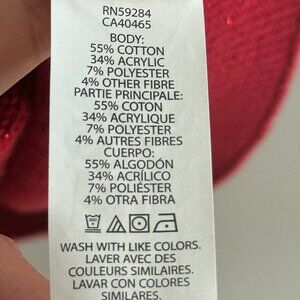 RN59284
CA40465
BODY:
55% COTTON
34% ACRYLIC
7% POLYESTER
4% OTHER FIBRE
PARTIE PRINCIPALE:
55% COTON
34% ACRYLIQUE
7% POLYESTER
4% AUTRES FIBRES
CUERPO:
55% ALGODÓN
34% ACRÍLICO
7% POLIÉSTER
4% OTRA FIBRA
WASH WITH LIKE COLORS.
LAVER AVEC DES
COULEURS SIMILAIRES.
LAVAR CON COLORES
SIMILARES.